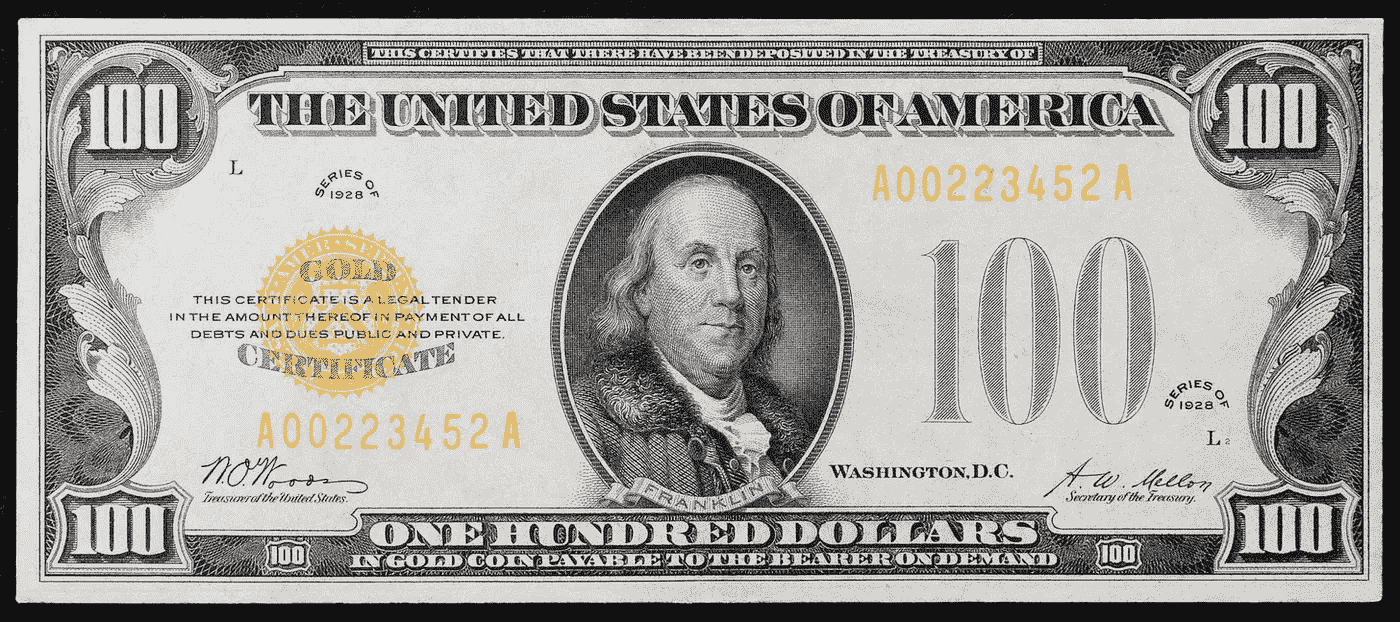 THIS CERTIFIES THAT THERE HAVE BEEN DEPOSITED IN THE TREASURY OF
100
100
THE UNITED STATES OF AMERICA
L
SERIES OF
1928
A00223452A
GOLD
THIS CERTIFICATE IS A LEGAL TENDER
IN THE AMOUNT THEREOF IN PAYMENT OF ALL
DEBTS AND DUES PUBLIC AND PRIVATE.
CERTIFICATE
100
SERIES OF
1928
A00223452A
L2
WASHINGTON, D.C.
W.O.Woods
Treasurer of the United States.
A. W. Mellon
Secretary of the Treasury.
FRANKLIN
100
100
ONE HUNDRED DOLLARS
100
100
IN GOLD COIN PAYABLE TO THE BEARER ON DEMAND